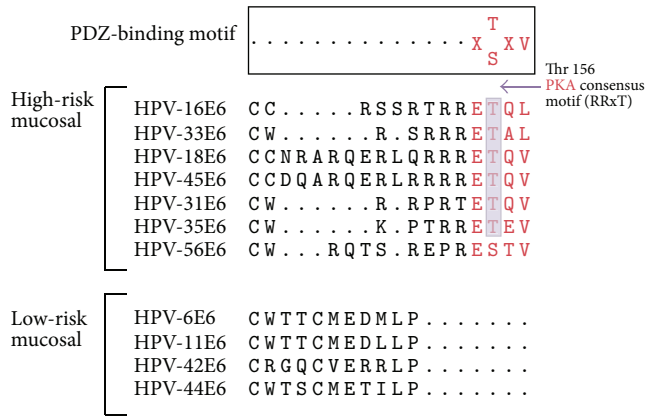 T
PDZ-binding motif . . . . . . . . . . . . . . X X V
S
Thr 156
PKA consensus
motif (RRxT)
High-risk
mucosal
HPV-16E6 C C . . . . . R S S R T R R E T Q L
HPV-33E6 C W . . . . . . R . S R R R E T A L
HPV-18E6 C C N R A R Q E R L Q R R R E T Q V
HPV-45E6 C C D Q A R Q E R L R R R R E T Q V
HPV-31E6 C W . . . . . . R . R P R T E T Q V
HPV-35E6 C W . . . . . . K . P T R R E T E V
HPV-56E6 C W . . . R Q T S . R E P R E S T V
Low-risk
mucosal
HPV-6E6 C W T T C M E D M L P . . . . . . .
HPV-11E6 C W T T C M E D L L P . . . . . . .
HPV-42E6 C R G Q C V E R R L P . . . . . . .
HPV-44E6 C W T S C M E T I L P . . . . . . .